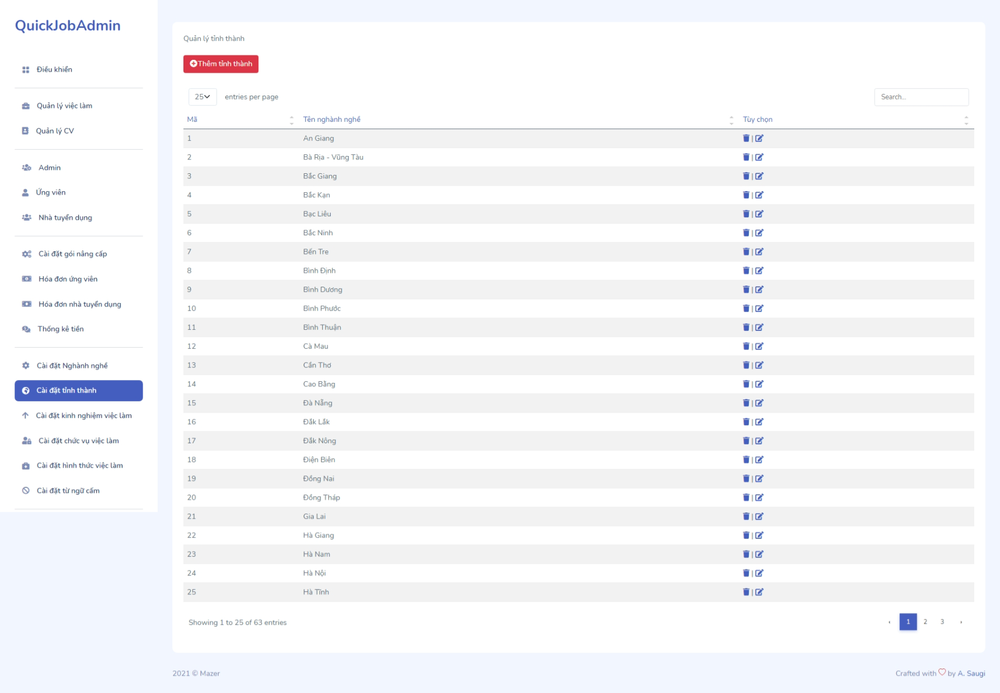 QuickJobAdmin
Điều khiển
Quản lý việc làm
Quản lý CV
Admin
Ứng viên
Nhà tuyển dụng
Cài đặt gói nâng cấp
Hóa đơn ứng viên
Hóa đơn nhà tuyển dụng
Thống kê tiền
Cài đặt Nghành nghề
Cài đặt tỉnh thành
Cài đặt kinh nghiệm việc làm
Cài đặt chức vụ việc làm
Cài đặt hình thức việc làm
Cài đặt từ ngữ cấm
Quản lý tỉnh thành
Thêm tỉnh thành
25 entries per page Search...
Mã Tên nghành nghề Tùy chọn
1 An Giang |
2 Bà Rịa - Vũng Tàu |
3 Bắc Giang |
4 Bắc Kạn |
5 Bạc Liêu |
6 Bắc Ninh |
7 Bến Tre |
8 Bình Định |
9 Bình Dương |
10 Bình Phước |
11 Bình Thuận |
12 Cà Mau |
13 Cần Thơ |
14 Cao Bằng |
15 Đà Nẵng |
16 Đắk Lắk |
17 Đắk Nông |
18 Điện Biên |
19 Đồng Nai |
20 Đồng Tháp |
21 Gia Lai |
22 Hà Giang |
23 Hà Nam |
24 Hà Nội |
25 Hà Tĩnh |
Showing 1 to 25 of 63 entries ‹ 1 2 3 ›
2021 © Mazer Crafted with ♡ by A. Saugi